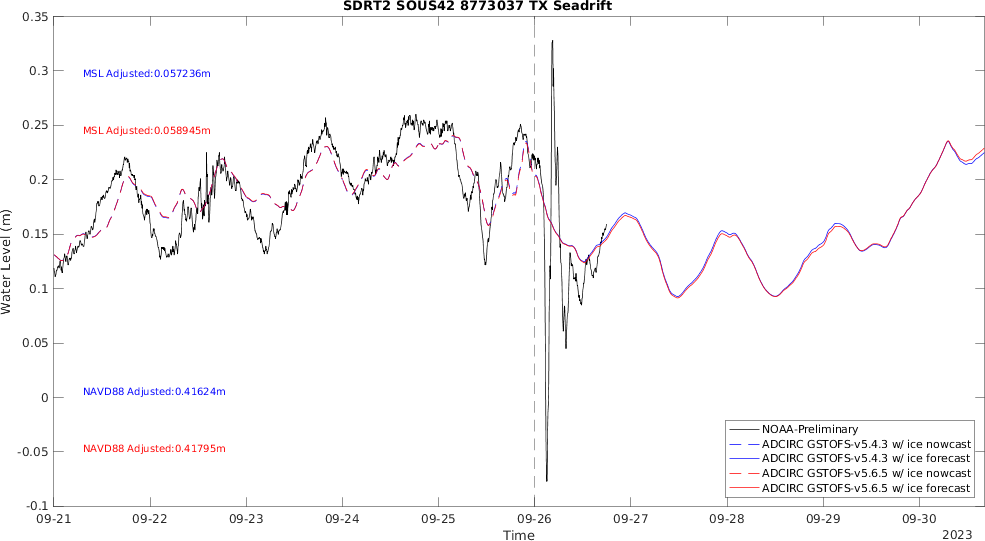 SDRT2 SOUS42 8773037 TX Seadrift
0.35
0.3
0.25
0.2
0.15
0.1
0.05
0
-0.05
-0.1
Water Level (m)
MSL Adjusted:0.057236m
MSL Adjusted:0.058945m
NAVD88 Adjusted:0.41624m
NAVD88 Adjusted:0.41795m
NOAA-Preliminary
ADCIRC GSTOFS-v5.4.3 w/ ice nowcast
ADCIRC GSTOFS-v5.4.3 w/ ice forecast
ADCIRC GSTOFS-v5.6.5 w/ ice nowcast
ADCIRC GSTOFS-v5.6.5 w/ ice forecast
09-21 09-22 09-23 09-24 09-25 09-26 09-27 09-28 09-29 09-30
Time
2023